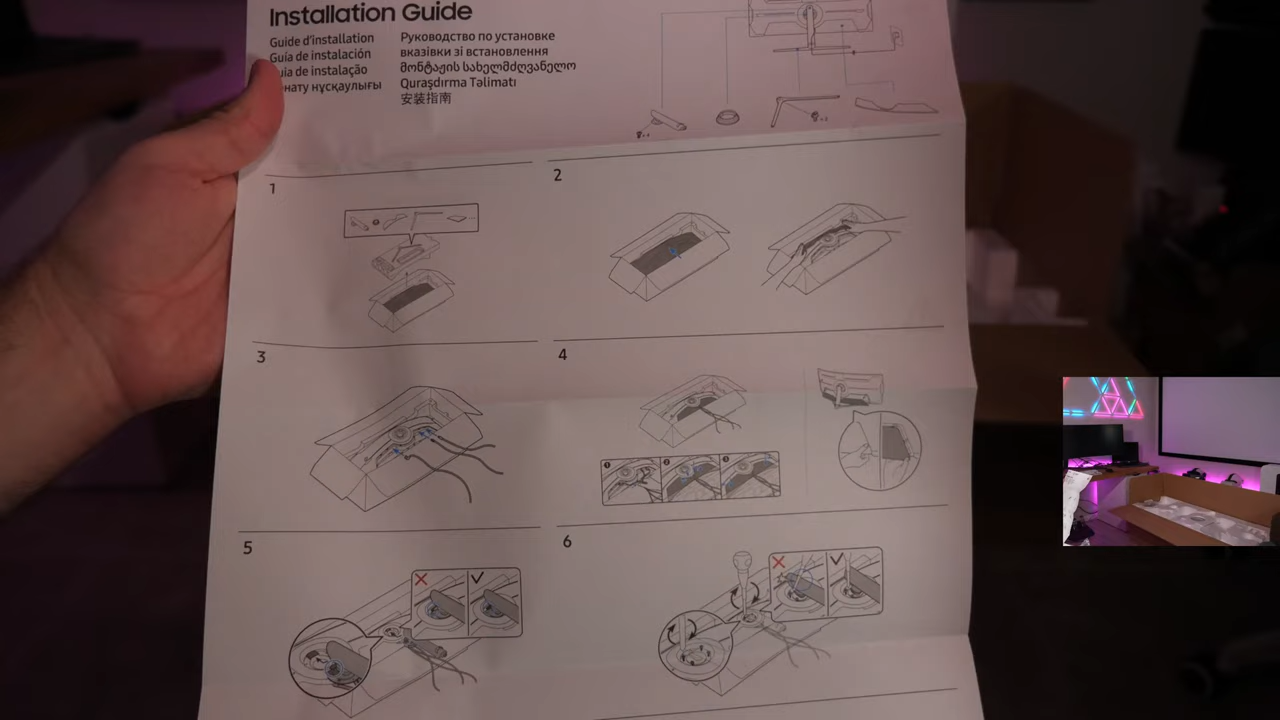 Installation Guide
Guide d'installation
Guía de instalación
uia de instalação
нату нұсқаулығы
Руководство по установке
вказівки зі встановлення
მონტაჟის სახელმძღვანელო
Quraşdırma Talimatı
安装指南
1
2
3
4
5
6